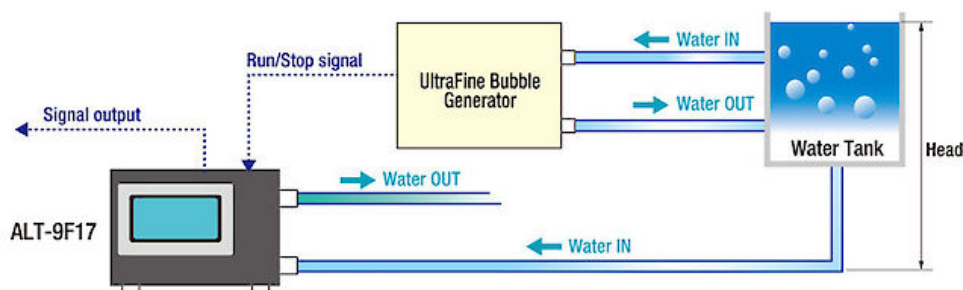 Water IN
Run/Stop signal
UltraFine Bubble
Generator
Water OUT
Signal output
Water Tank
Head
Water OUT
ALT-9F17
Water IN